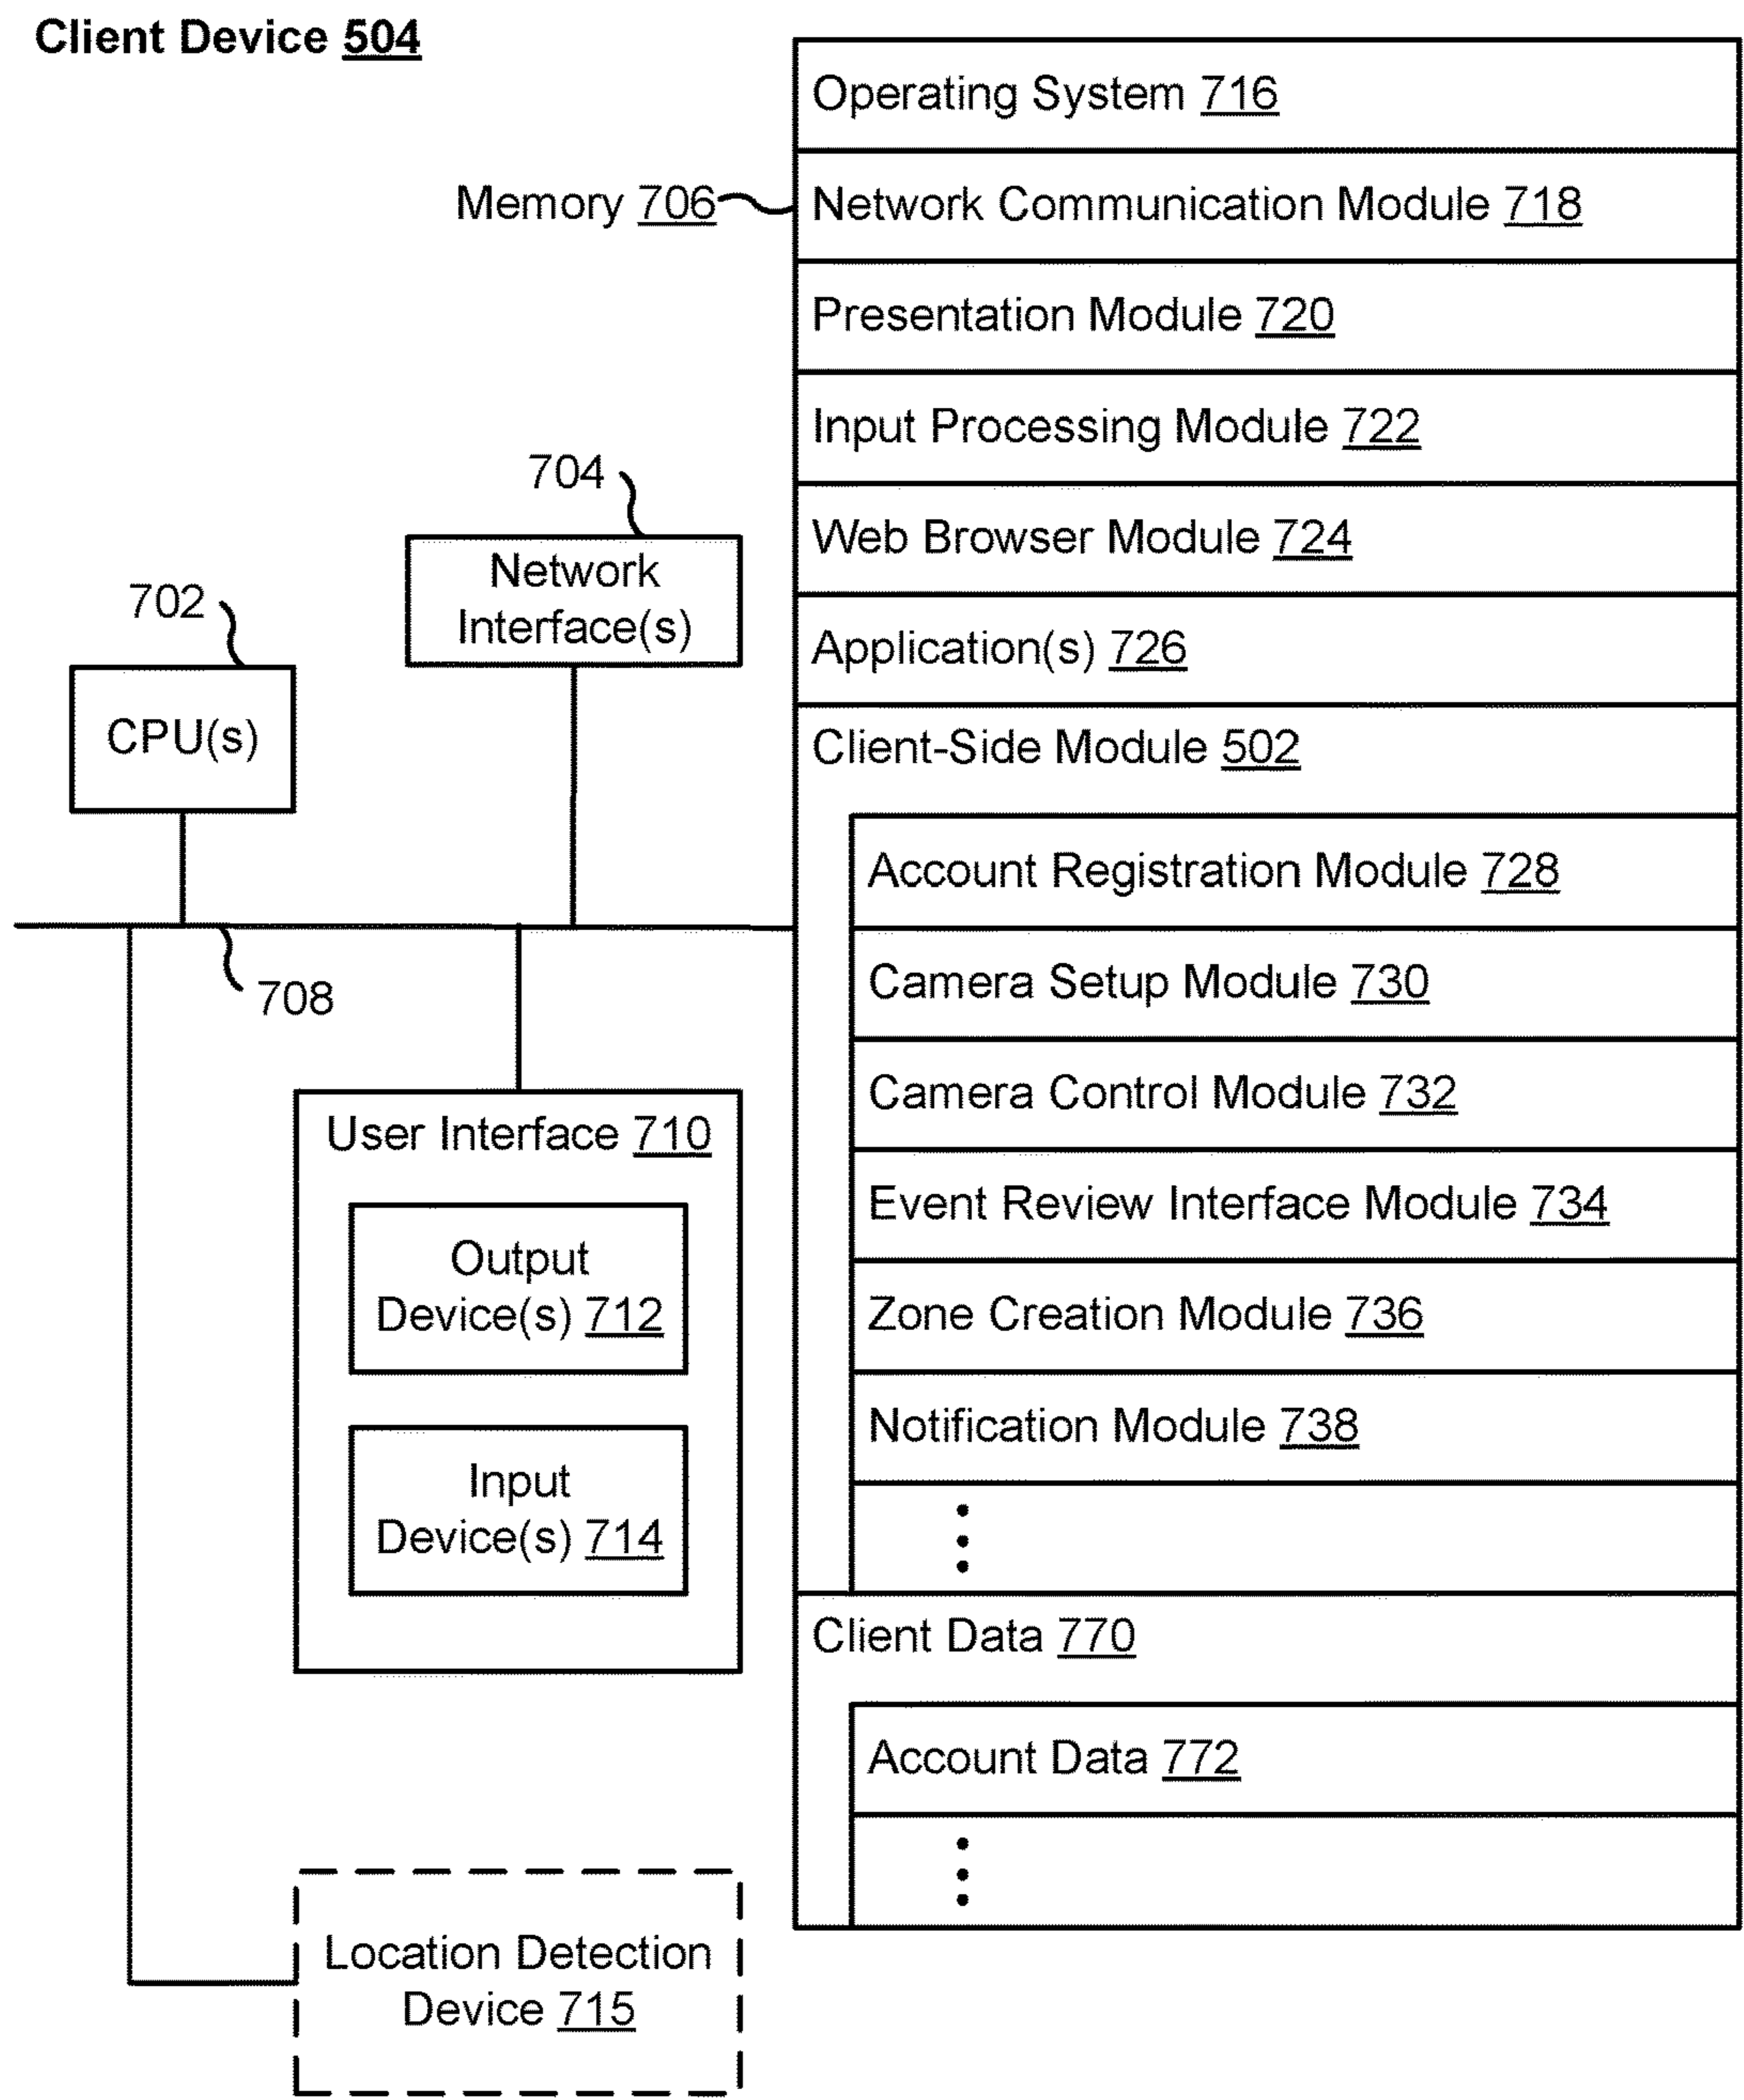 Client Device 504
Operating System 716
Memory 706
Network Communication Module 718
Presentation Module 720
Input Processing Module 722
704
Network
Interface(s)
Web Browser Module 724
702
CPU(s)
Application(s) 726
Client-Side Module 502
Account Registration Module 728
708
Camera Setup Module 730
Camera Control Module 732
User Interface 710
Output
Device(s) 712
Input
Device(s) 714
Event Review Interface Module 734
Zone Creation Module 736
Notification Module 738
Client Data 770
Account Data 772
Location Detection
Device 715